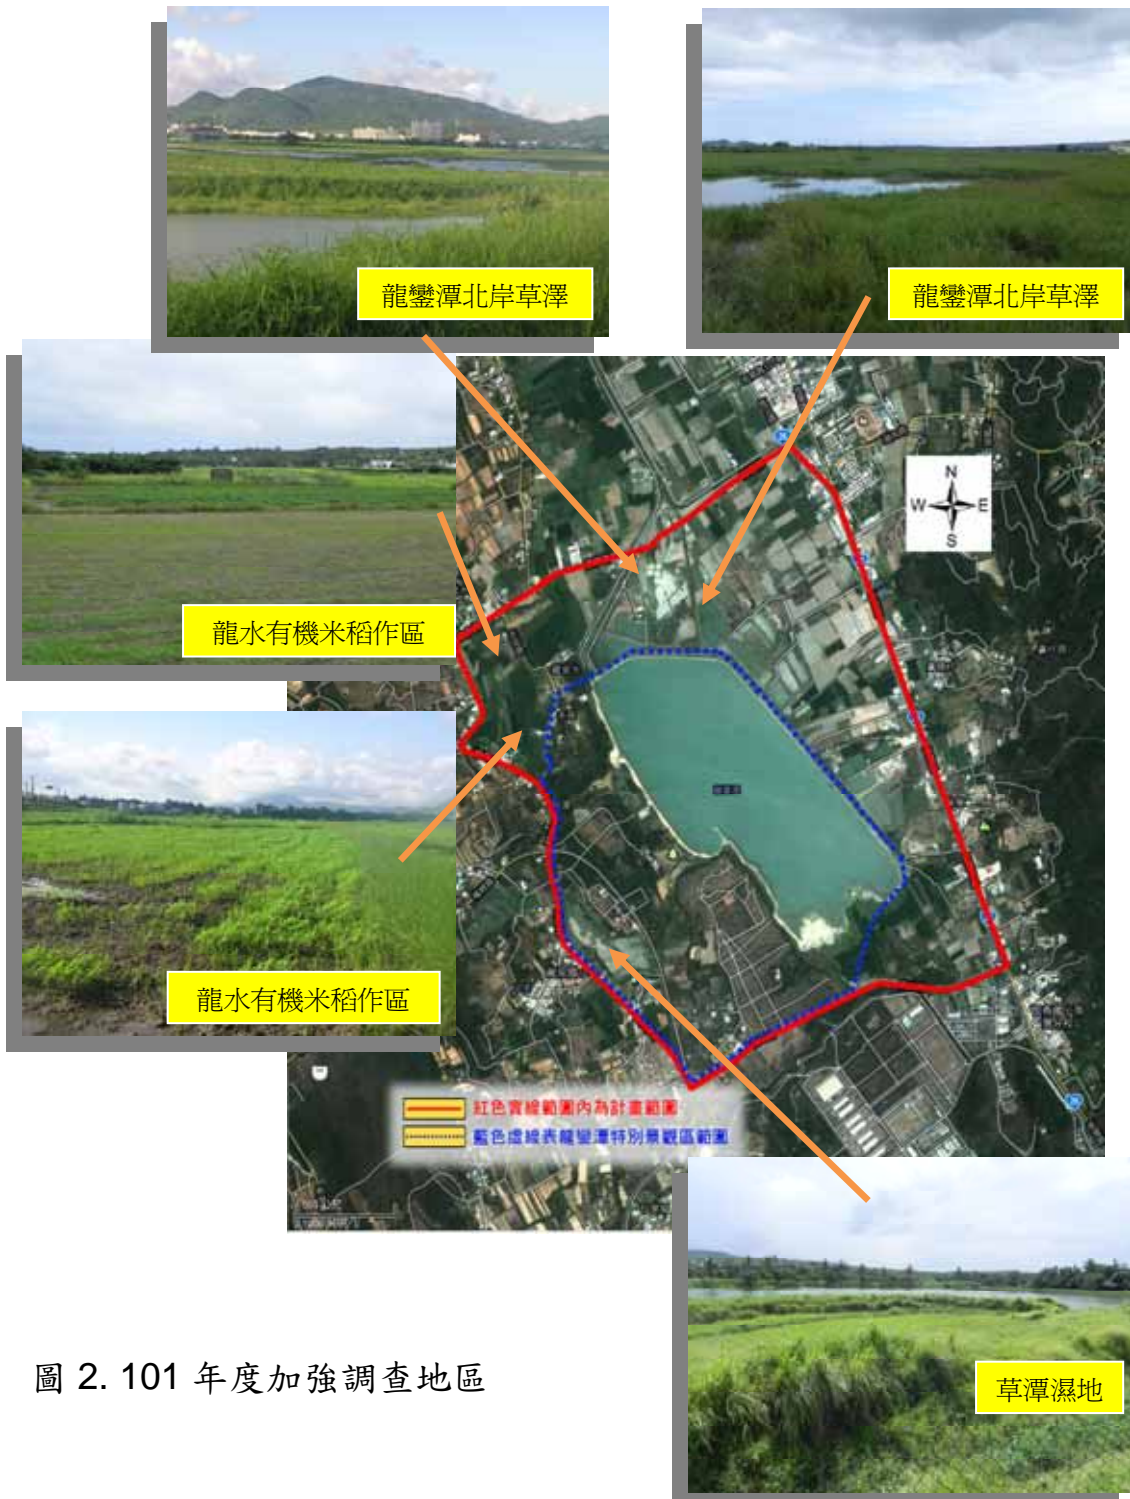 龍鑾潭北岸草澤
龍鑾潭北岸草澤
龍水有機米稻作區
龍水有機米稻作區
N
W
E
S
紅色實線範圍內為計畫範圍
藍色虛線表龍鑾潭特別景觀區範圍
草潭濕地
圖 2. 101 年度加強調查地區